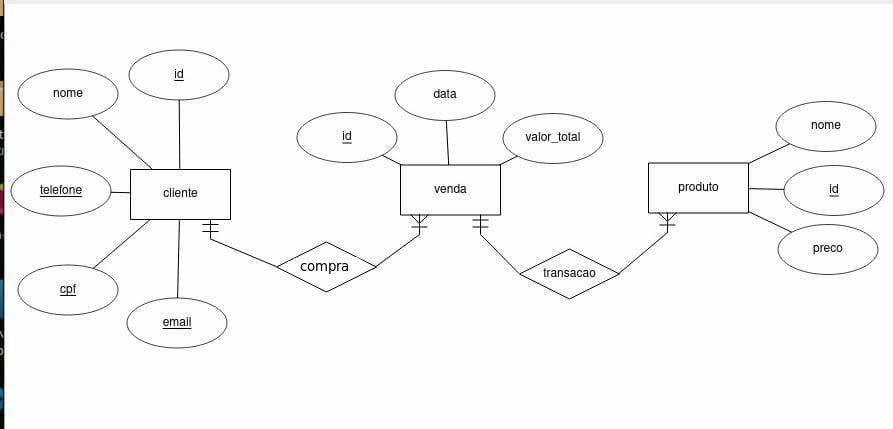 id
nome
data
nome
id
valor_total
telefone
cliente
venda
produto
id
preco
compra
transacao
cpf
email